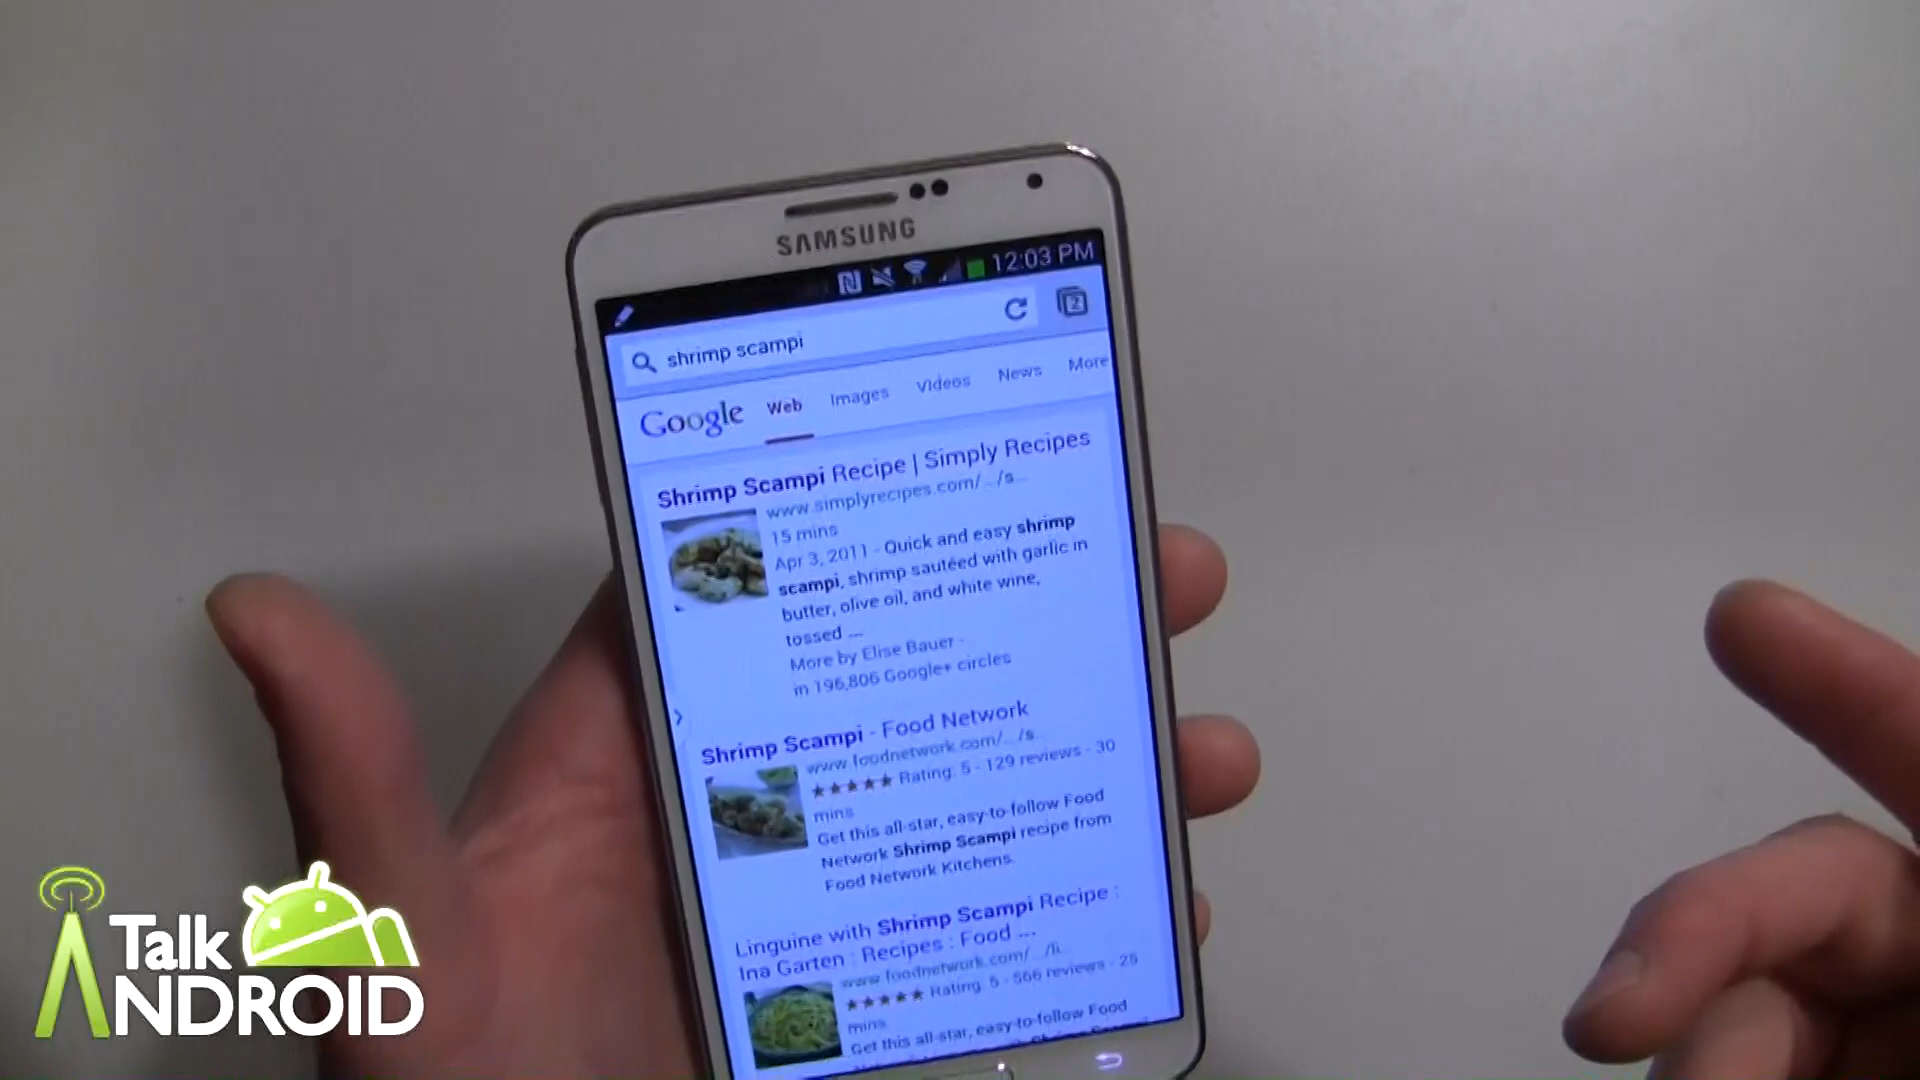 SAMSUNG
12:03 PM
shrimp scampi
2
Google Web Images Videos News More
Shrimp Scampi Recipe | Simply Recipes
www.simplyrecipes.com/.../s...
15 mins
Apr 3, 2011 - Quick and easy shrimp
scampi, shrimp sautéed with garlic in
butter, olive oil, and white wine,
tossed ...
More by Elise Bauer -
in 196,806 Google+ circles
Shrimp Scampi - Food Network
www.foodnetwork.com/.../s...
★★★★★ Rating: 5 - 129 reviews - 30
mins
Get this all-star, easy-to-follow Food
Network Shrimp Scampi recipe from
Food Network Kitchens.
Linguine with Shrimp Scampi Recipe :
Ina Garten : Recipes : Food ...
www.foodnetwork.com/.../li...
★★★★★ Rating: 5 - 566 reviews - 25
mins
Get this all-star, easy-to-follow Food
Talk
ANDROID